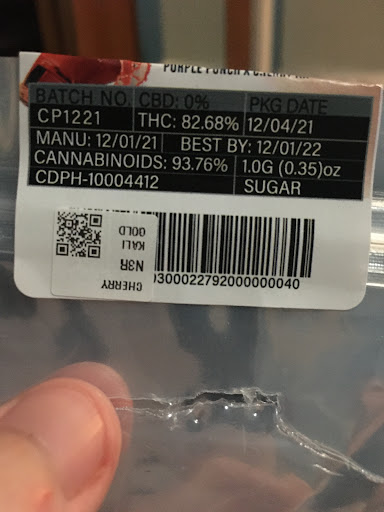 PURPLE PUNCH X
BATCH NO. CBD: 0% PKG DATE
CP1221 THC: 82.68% 12/04/21
MANU: 12/01/21 BEST BY: 12/01/22
CANNABINOIDS: 93.76% 1.0G (0.35)oz
CDPH-10004412 SUGAR
KALI
GOLD
N3R
CHERRY
300022792000000040